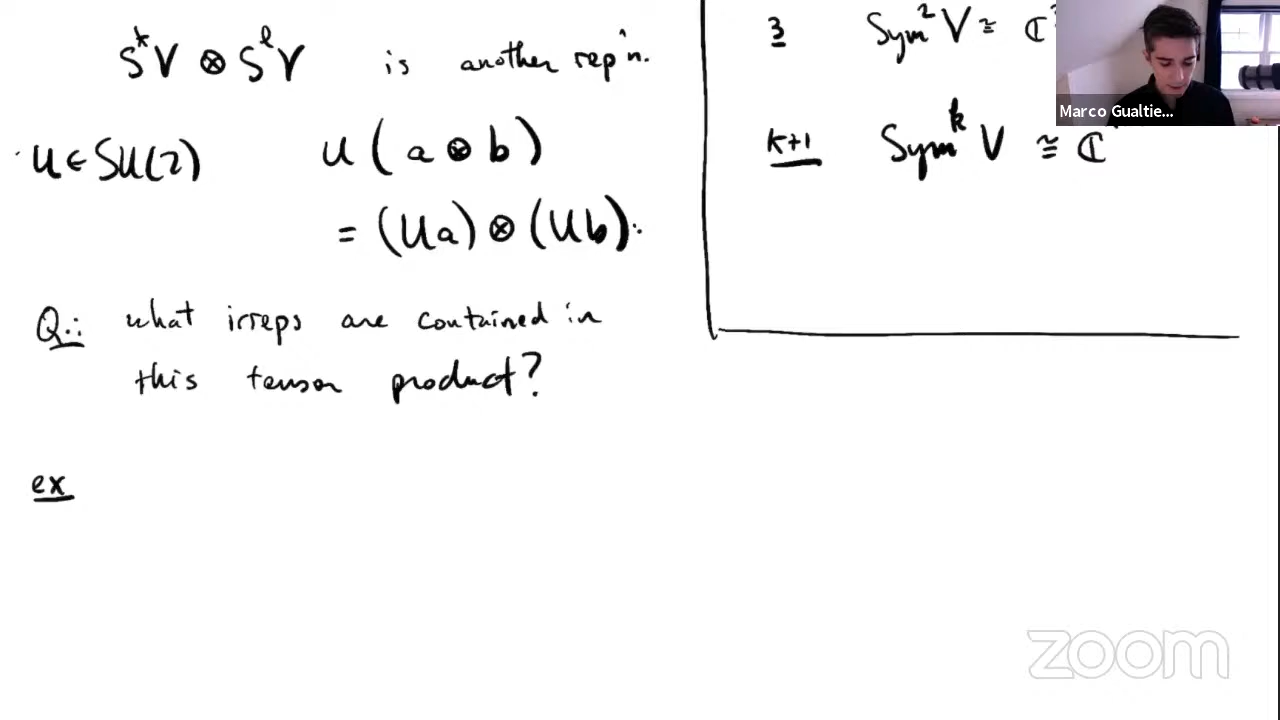 S^k V ⊗ S^l V is another rep'n.
u ∈ SU(2) u ( a ⊗ b )
= (ua) ⊗ (ub).
Q: what irreps are contained in
this tensor product?
ex
3 Sym^2 V ≅ ℂ
k+1 Sym^k V ≅ ℂ
Marco Gualtie...
zoom